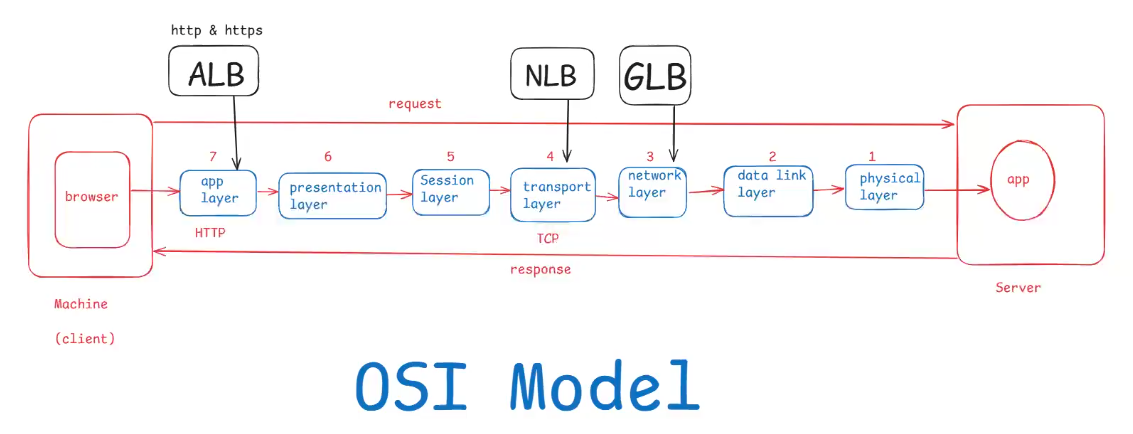 http & https
ALB
NLB
GLB
request
7
6
5
4
3
2
1
browser
app
layer
presentation
layer
Session
layer
transport
layer
network
layer
data link
layer
physical
layer
app
HTTP
TCP
response
Machine
(client)
Server
OSI Model